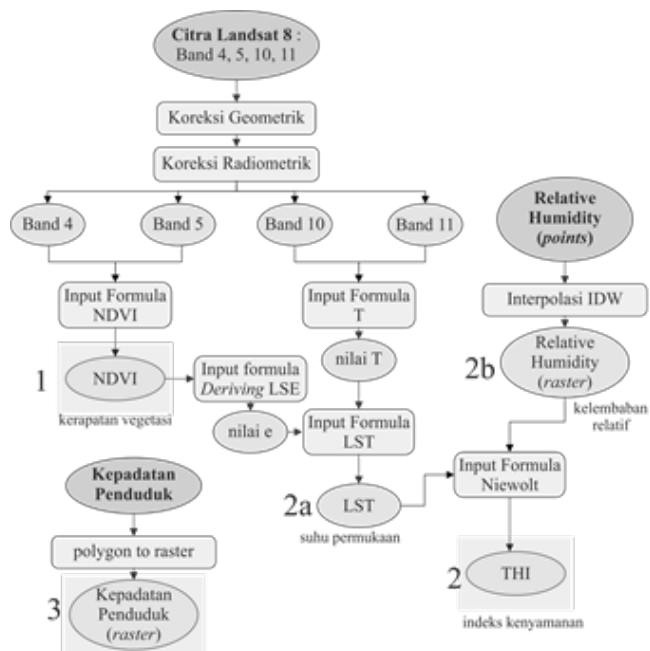 Citra Landsat 8 :
Band 4, 5, 10, 11
Koreksi Geometrik
Koreksi Radiometrik
Band 4
Band 5
Band 10
Band 11
Relative
Humidity
(points)
Input Formula
NDVI
Input Formula
T
Interpolasi IDW
1
NDVI
kerapatan vegetasi
Input formula
Deriving LSE
nilai e
nilai T
Input Formula
LST
2b
Relative
Humidity
(raster)
kelembaban
relatif
Kepadatan
Penduduk
polygon to raster
3
Kepadatan
Penduduk
(raster)
2a
LST
suhu permukaan
Input Formula
Niewolt
2
THI
indeks kenyamanan